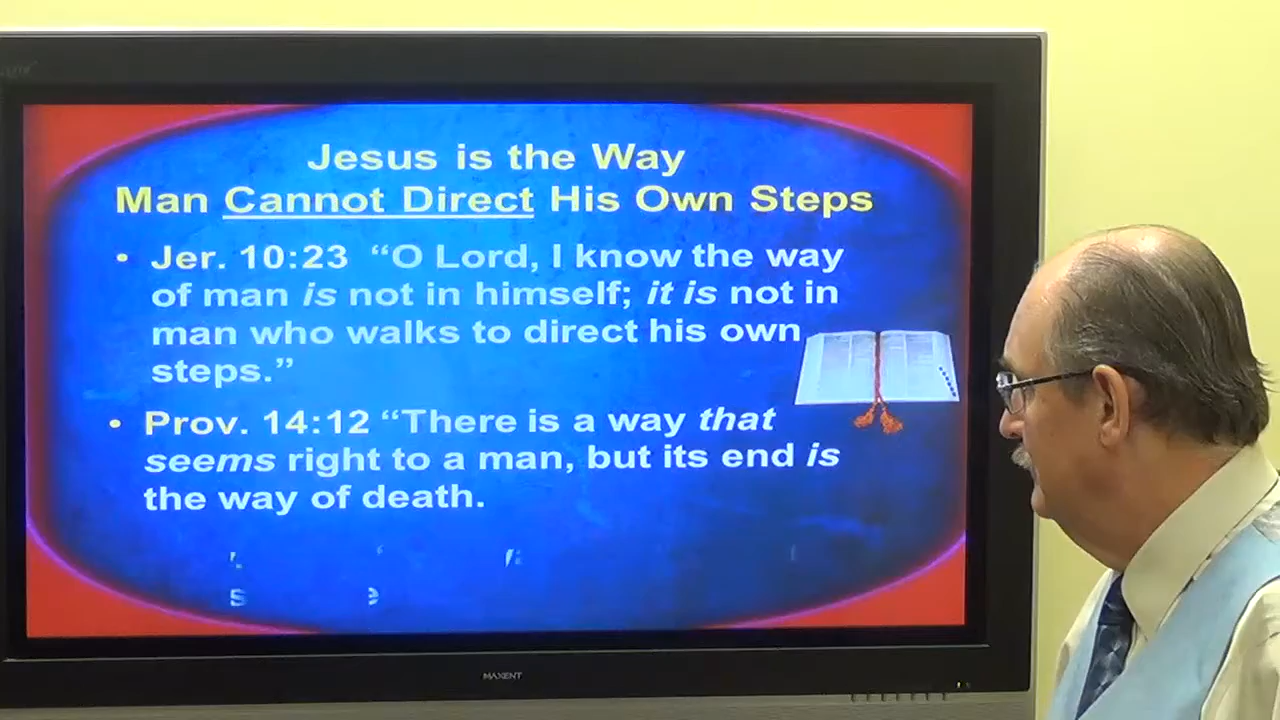 Jesus is the Way
Man Cannot Direct His Own Steps
• Jer. 10:23 “O Lord, I know the way
of man is not in himself; it is not in
man who walks to direct his own
steps.”
• Prov. 14:12 “There is a way that
seems right to a man, but its end is
the way of death.
MAXENT